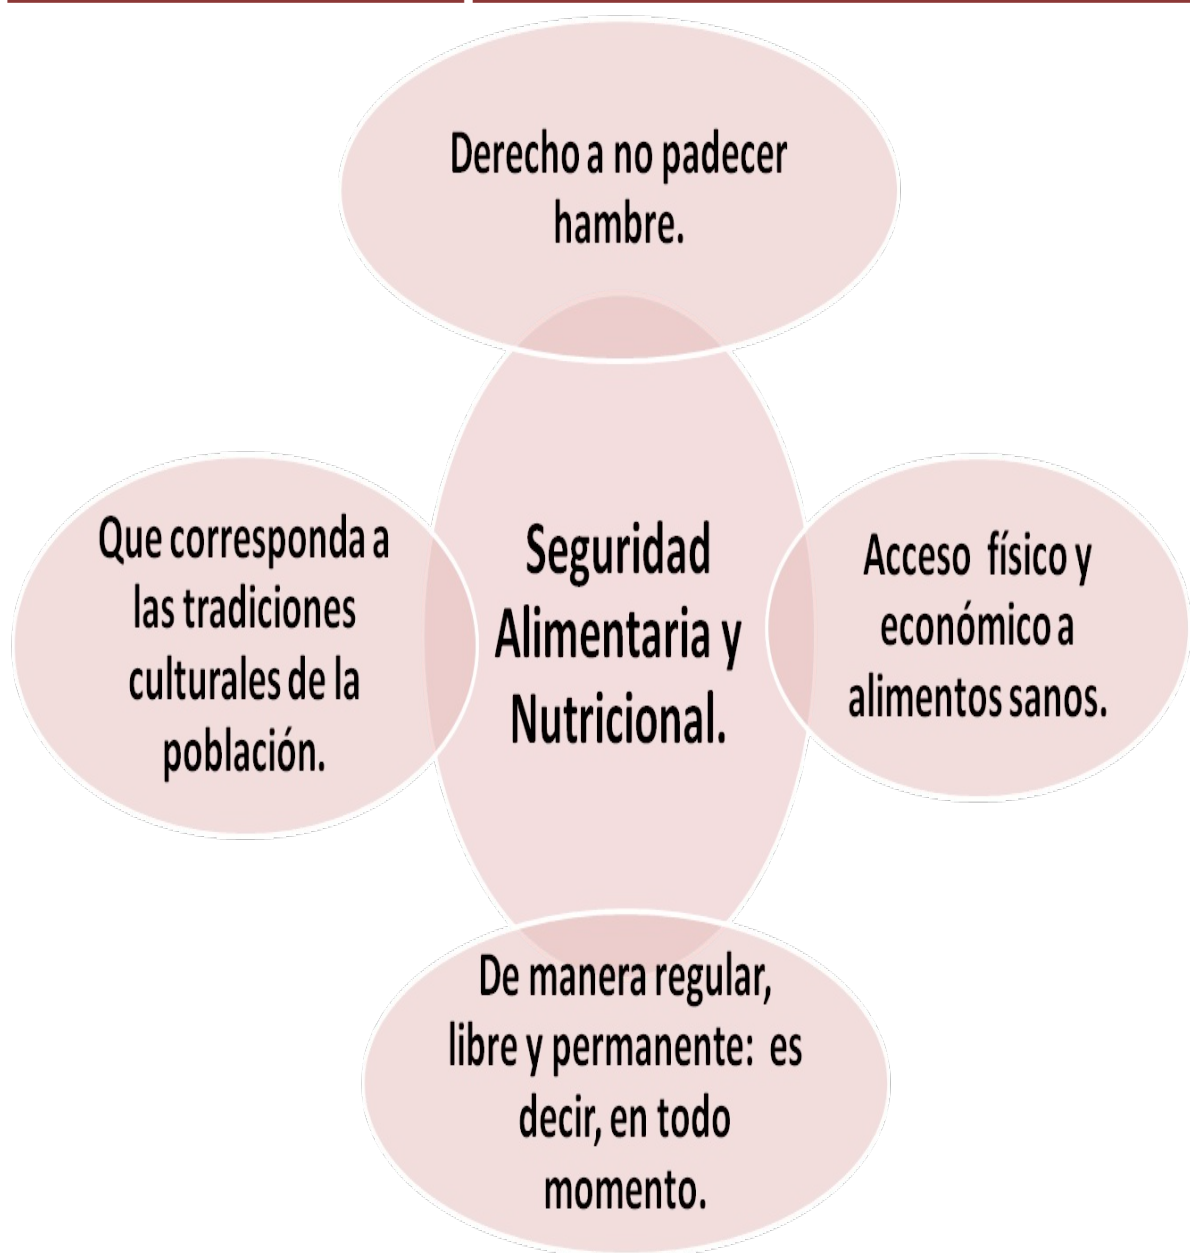 Derecho a no padecer
hambre.
Que corresponda a
las tradiciones
culturales de la
población.
Seguridad
Alimentaria y
Nutricional.
Acceso físico y
económico a
alimentos sanos.
De manera regular,
libre y permanente: es
decir, en todo
momento.